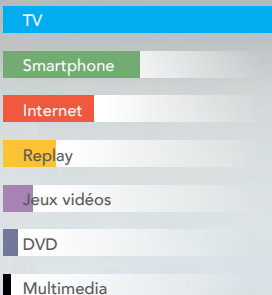 TV
Smartphone
Internet
Replay
Jeux vidéos
DVD
Multimedia